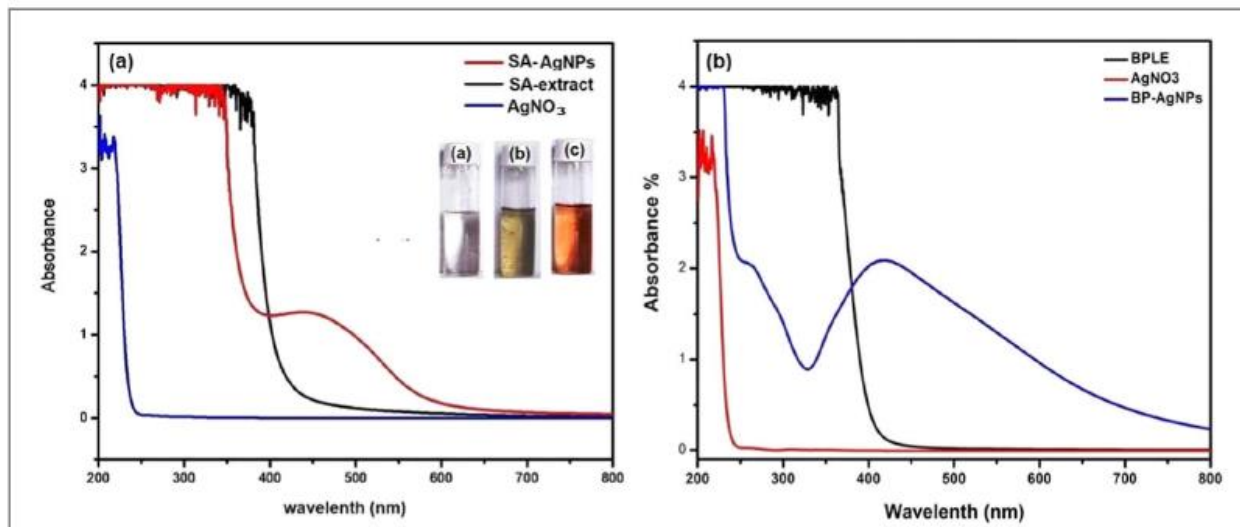 (a)
SA-AgNPs
SA-extract
AgNO₃
(a) (b) (c)
4
3
2
1
0
Absorbance
200 300 400 500 600 700 800
wavelenth (nm)
(b)
BPLE
AgNO3
BP-AgNPs
4
3
2
1
0
Absorbance %
200 300 400 500 600 700 800
Wavelenth (nm)